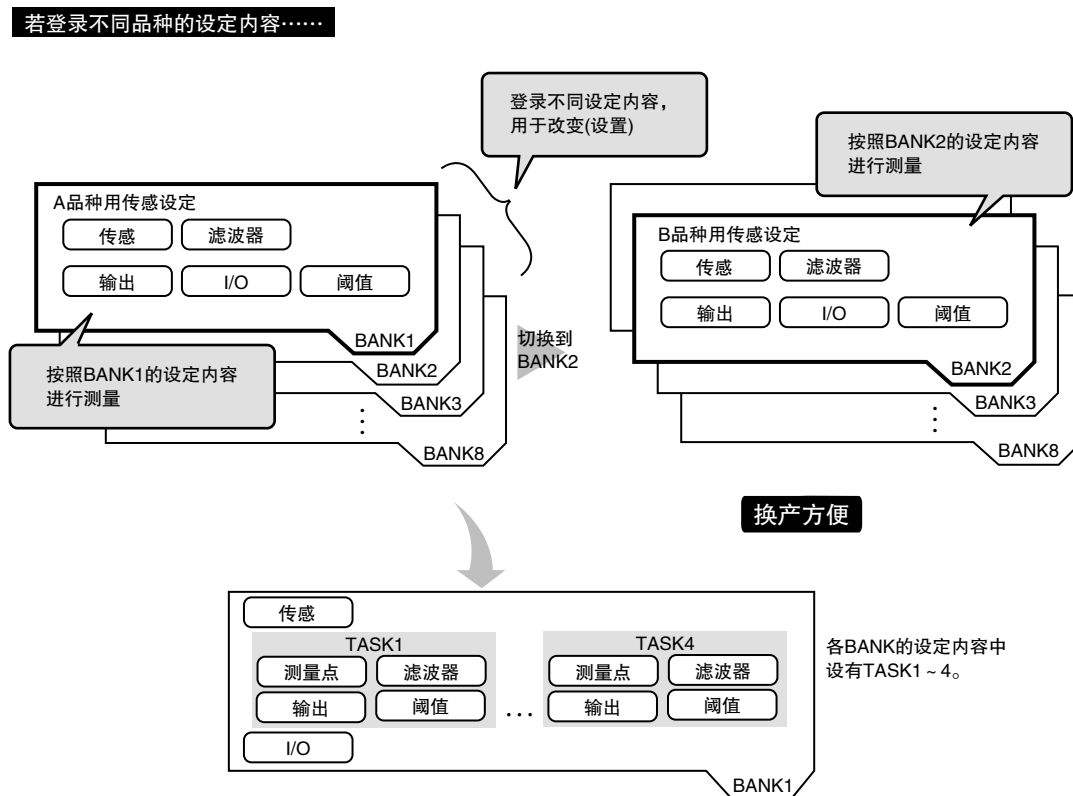 若登录不同品种的设定内容……
登录不同设定内容，
用于改变(设置)
按照BANK2的设定内容
进行测量
A品种用传感设定
传感
滤波器
输出
I/O
阈值
BANK1
BANK2
BANK3
⋮
BANK8
按照BANK1的设定内容
进行测量
切换到
BANK2
B品种用传感设定
传感
滤波器
输出
I/O
阈值
BANK2
BANK3
⋮
BANK8
换产方便
传感
TASK1
测量点
滤波器
输出
阈值
...
TASK4
测量点
滤波器
输出
阈值
I/O
BANK1
各BANK的设定内容中
设有TASK1~4。